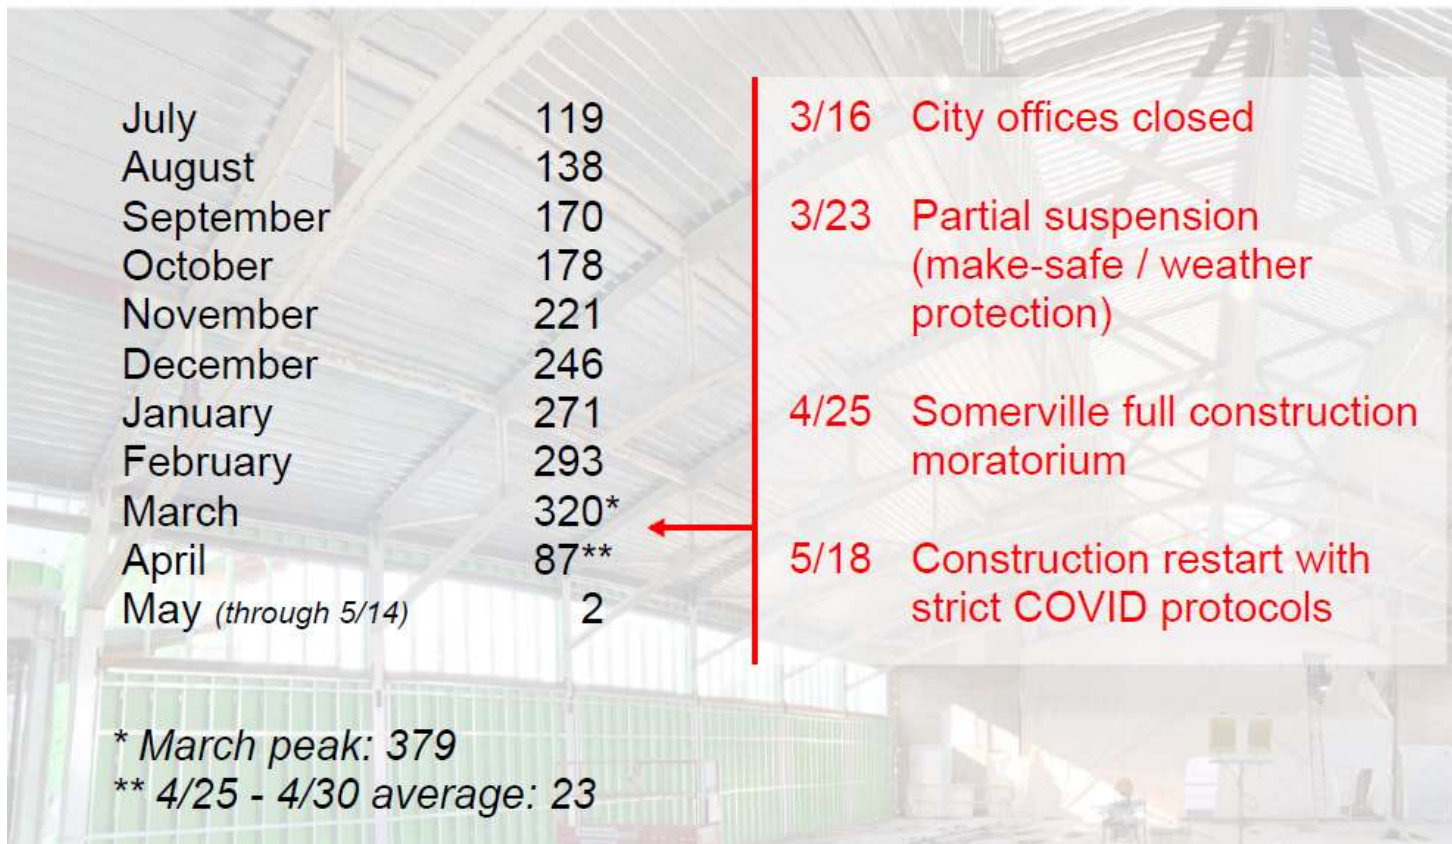 July 119
August 138
September 170
October 178
November 221
December 246
January 271
February 293
March 320*
April 87**
May (through 5/14) 2
* March peak: 379
** 4/25 - 4/30 average: 23
3/16 City offices closed
3/23 Partial suspension
(make-safe / weather
protection)
4/25 Somerville full construction
moratorium
5/18 Construction restart with
strict COVID protocols